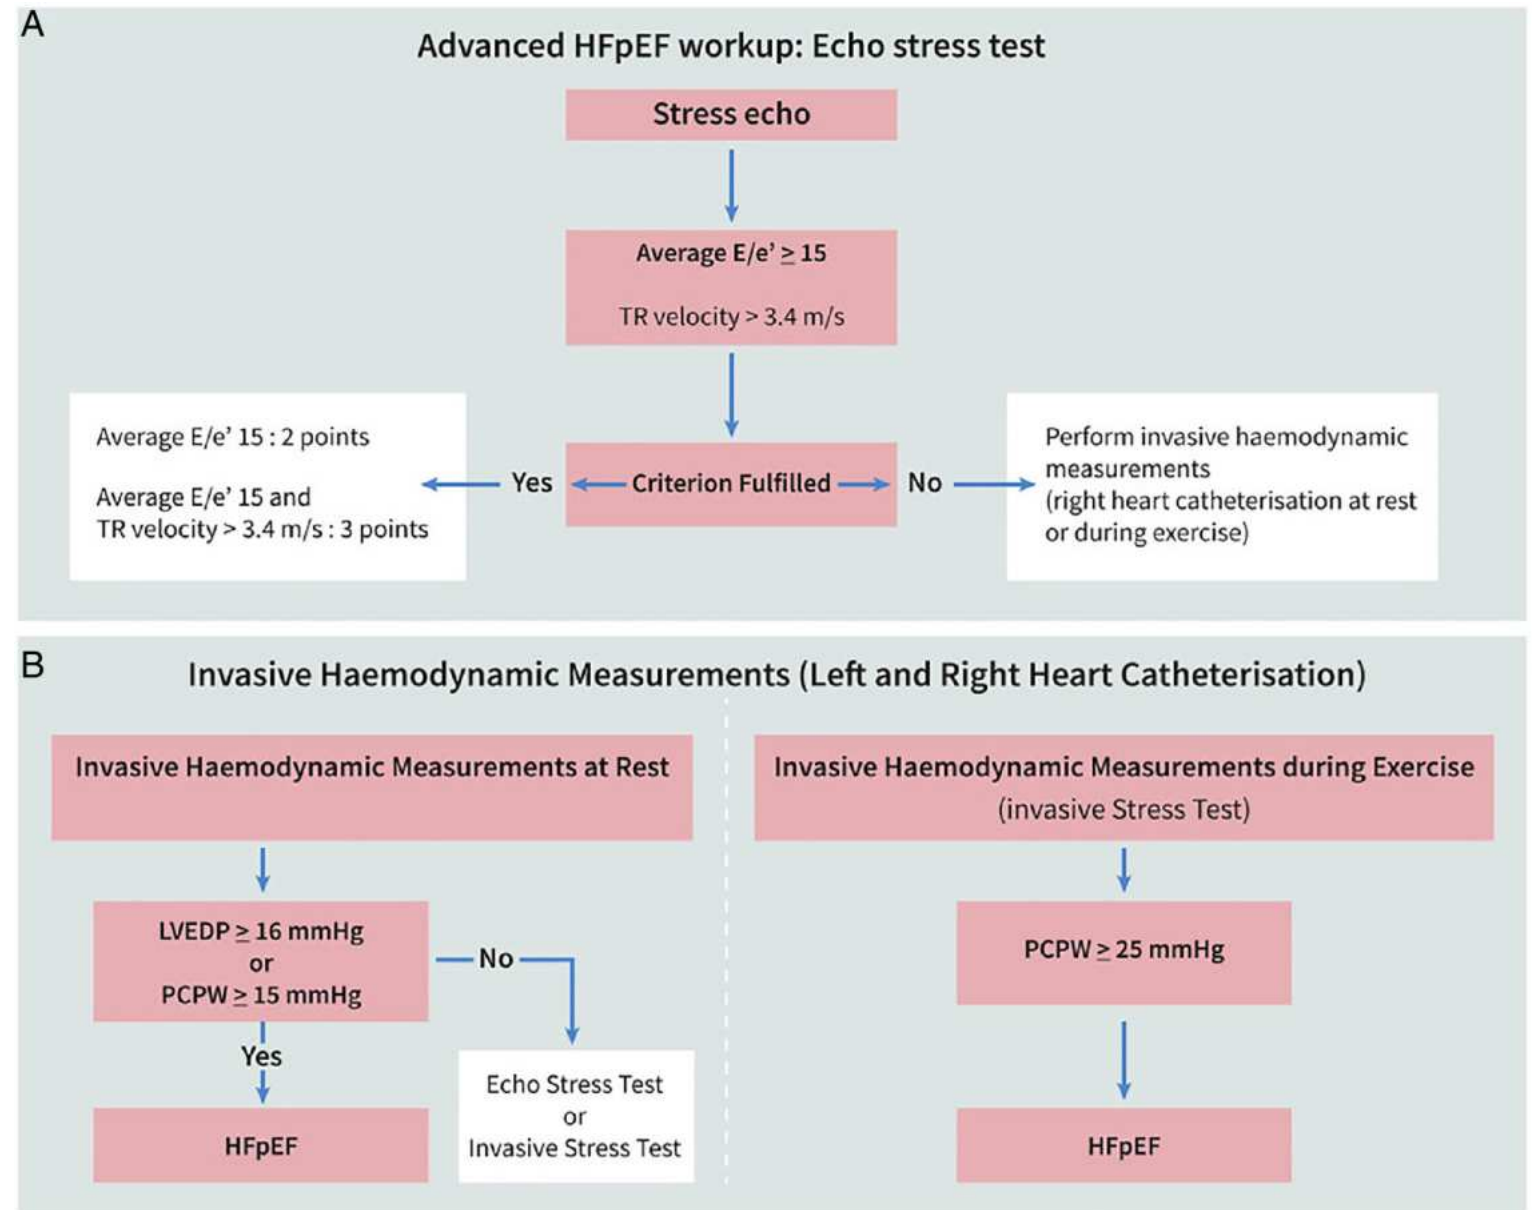 A
Advanced HFpEF workup: Echo stress test
Stress echo
Average E/e’ ≥ 15
TR velocity > 3.4 m/s
Average E/e’ 15 : 2 points
Average E/e’ 15 and
TR velocity > 3.4 m/s : 3 points
Yes
Criterion Fulfilled
No
Perform invasive haemodynamic
measurements
(right heart catheterisation at rest
or during exercise)
B
Invasive Haemodynamic Measurements (Left and Right Heart Catheterisation)
Invasive Haemodynamic Measurements at Rest
LVEDP ≥ 16 mmHg
or
PCPW ≥ 15 mmHg
No
Yes
Echo Stress Test
or
Invasive Stress Test
HFpEF
Invasive Haemodynamic Measurements during Exercise
(invasive Stress Test)
PCPW ≥ 25 mmHg
HFpEF